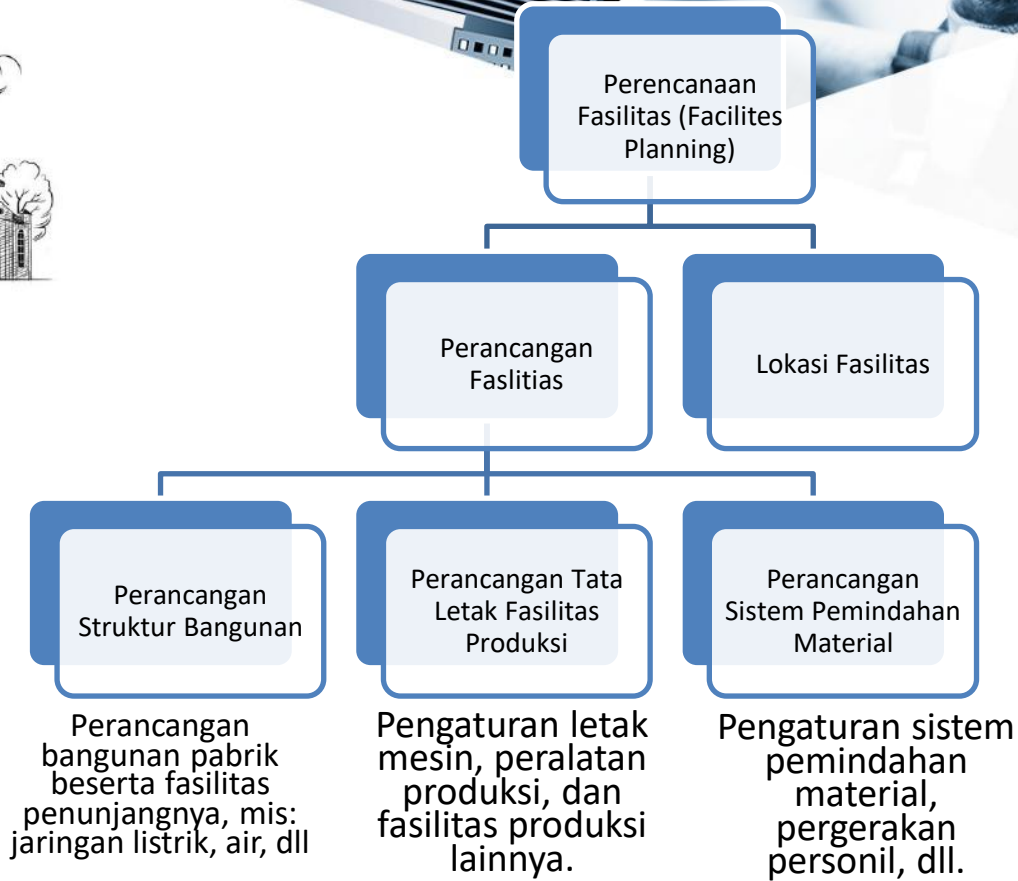 Perencanaan
Fasilitas (Facilites
Planning)
Perancangan
Faslitias
Lokasi Fasilitas
Perancangan
Struktur Bangunan
Perancangan Tata
Letak Fasilitas
Produksi
Perancangan
Sistem Pemindahan
Material
Perancangan
bangunan pabrik
beserta fasilitas
penunjangnya, mis:
jaringan listrik, air, dll
Pengaturan letak
mesin, peralatan
produksi, dan
fasilitas produksi
lainnya.
Pengaturan sistem
pemindahan
material,
pergerakan
personil, dll.